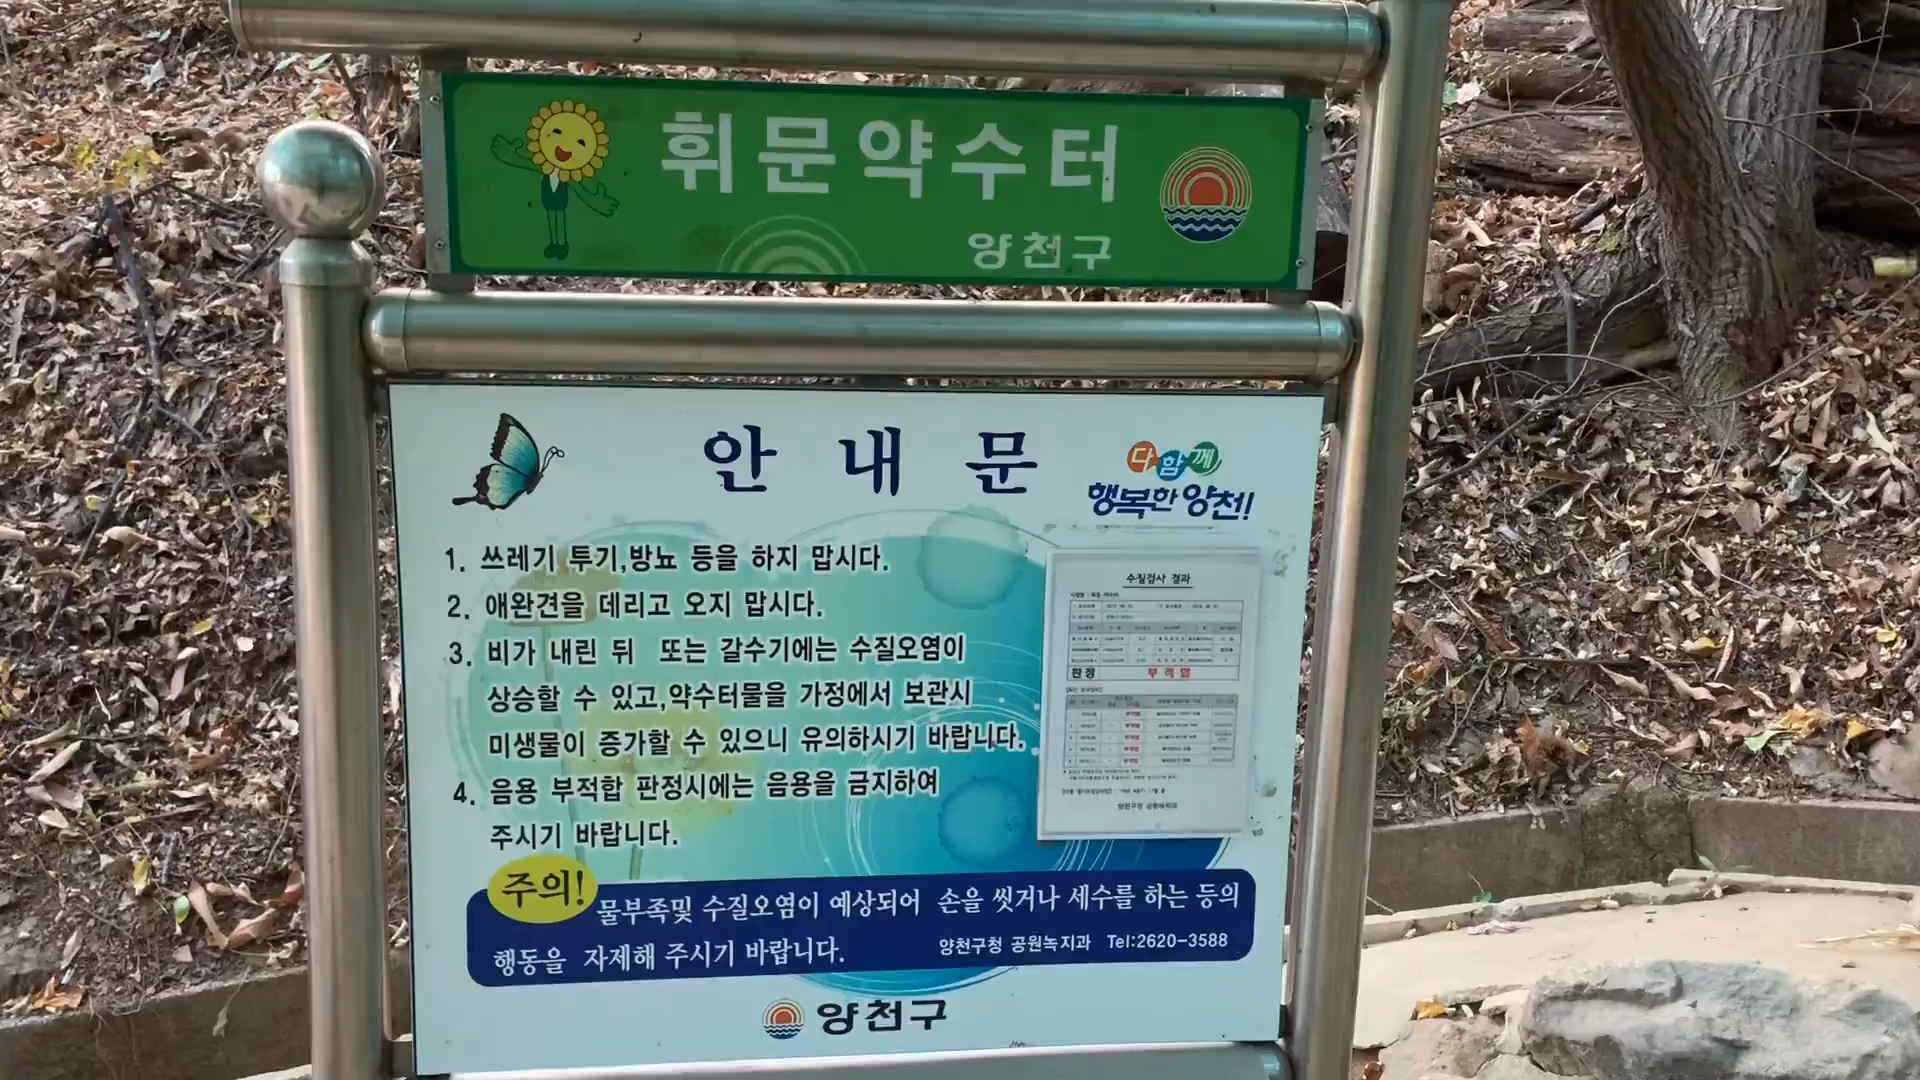 휘문약수터
양천구
안내문
다함께
행복한 양천!
1. 쓰레기 투기,방뇨 등을 하지 맙시다.
2. 애완견을 데리고 오지 맙시다.
3. 비가 내린 뒤 또는 갈수기에는 수질오염이
상승할 수 있고,약수터물을 가정에서 보관시
미생물이 증가할 수 있으니 유의하시기 바랍니다.
4. 음용 부적합 판정시에는 음용을 금지하여
주시기 바랍니다.
수질검사 결과
판정 부적합
양천구청 공원녹지과
주의!
물부족및 수질오염이 예상되어 손을 씻거나 세수를 하는 등의
행동을 자제해 주시기 바랍니다.
양천구청 공원녹지과 Tel:2620-3588
양천구